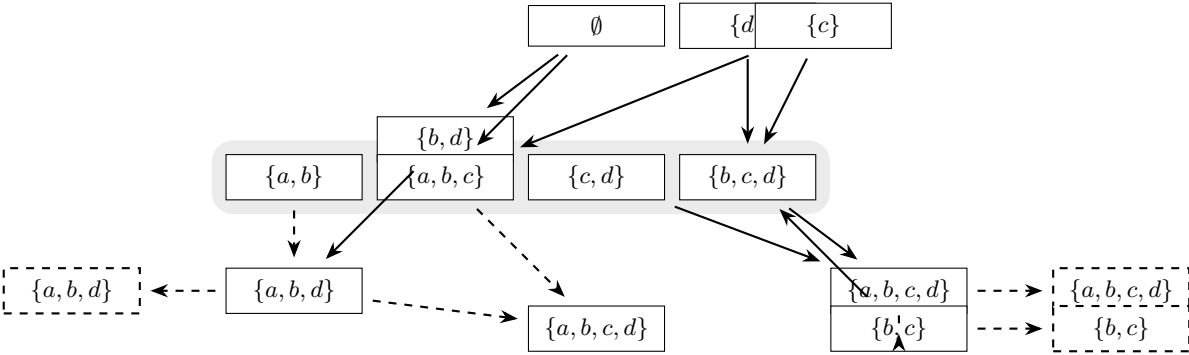 ∅ {d {c}
{b, d}
{a, b} {a, b, c} {c, d} {b, c, d}
{a, b, d} {a, b, d} {a, b, c, d} {a, b, c, d}
{a, b, c, d} {b, c} {b, c}